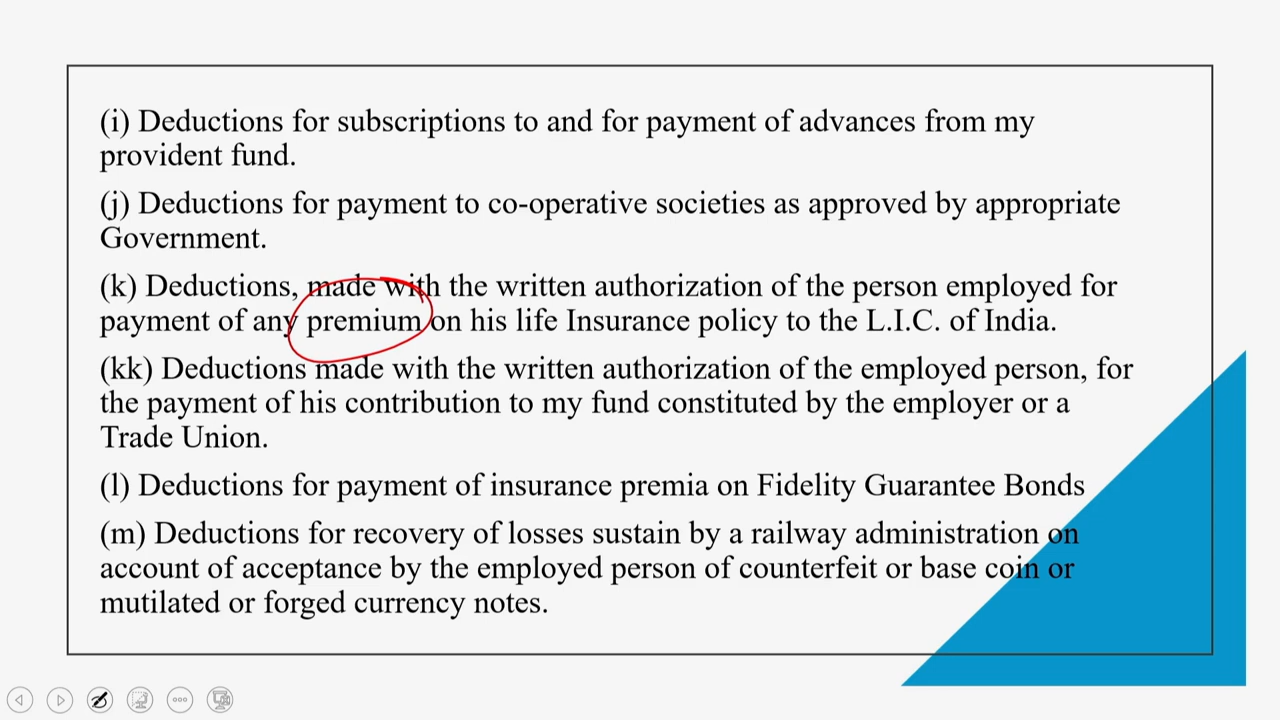 (i) Deductions for subscriptions to and for payment of advances from my
provident fund.
(j) Deductions for payment to co-operative societies as approved by appropriate
Government.
(k) Deductions, made with the written authorization of the person employed for
payment of any premium on his life Insurance policy to the L.I.C. of India.
(kk) Deductions made with the written authorization of the employed person, for
the payment of his contribution to my fund constituted by the employer or a
Trade Union.
(l) Deductions for payment of insurance premia on Fidelity Guarantee Bonds
(m) Deductions for recovery of losses sustain by a railway administration on
account of acceptance by the employed person of counterfeit or base coin or
mutilated or forged currency notes.